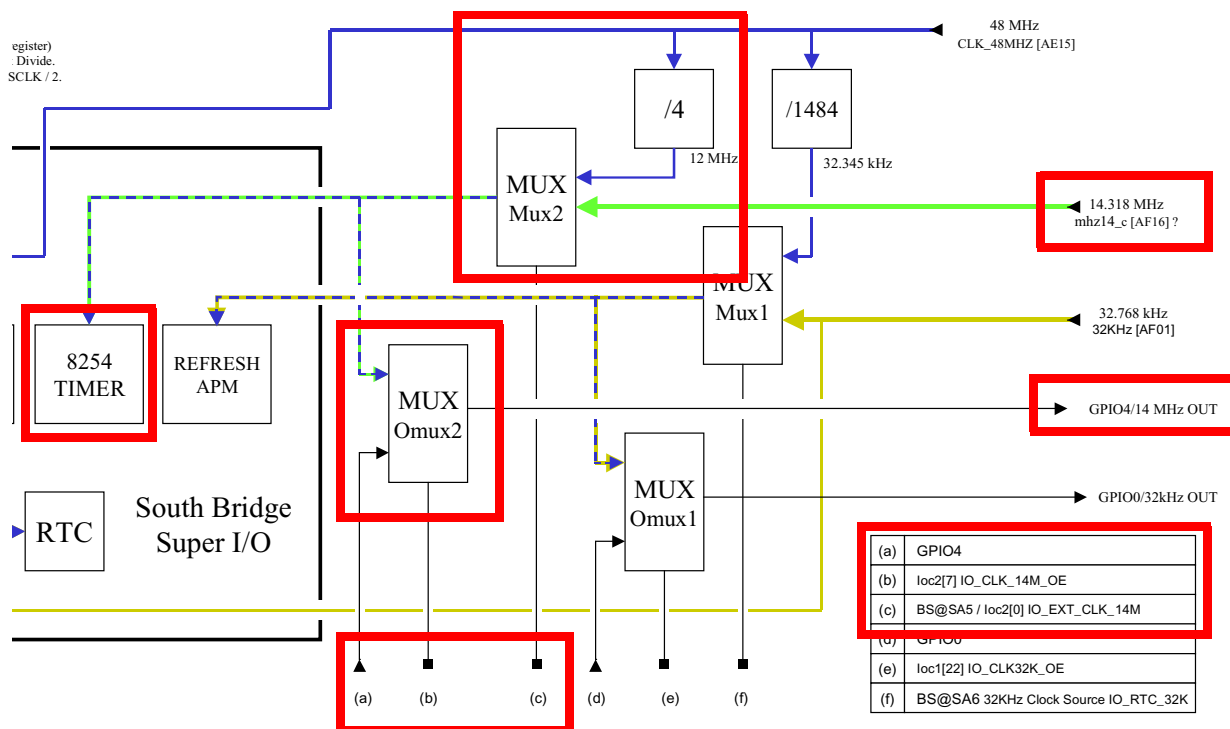 48 MHz
CLK_48MHZ [AE15]
egister)
Divide.
SCLK / 2.
/4
/1484
12 MHz
32.345 kHz
MUX
Mux2
14.318 MHz
mhz14_c [AF16] ?
MUX
Mux1
32.768 kHz
32KHz [AF01]
8254
TIMER
REFRESH
APM
MUX
Omux2
GPIO4/14 MHz OUT
MUX
Omux1
GPIO0/32kHz OUT
RTC
South Bridge
Super I/O
(a) GPIO4
(b) Ioc2[7] IO_CLK_14M_OE
(c) BS@SA5 / Ioc2[0] IO_EXT_CLK_14M
(d) GPIO0
(e) Ioc1[22] IO_CLK32K_OE
(f) BS@SA6 32KHz Clock Source IO_RTC_32K
(a) (b) (c) (d) (e) (f)